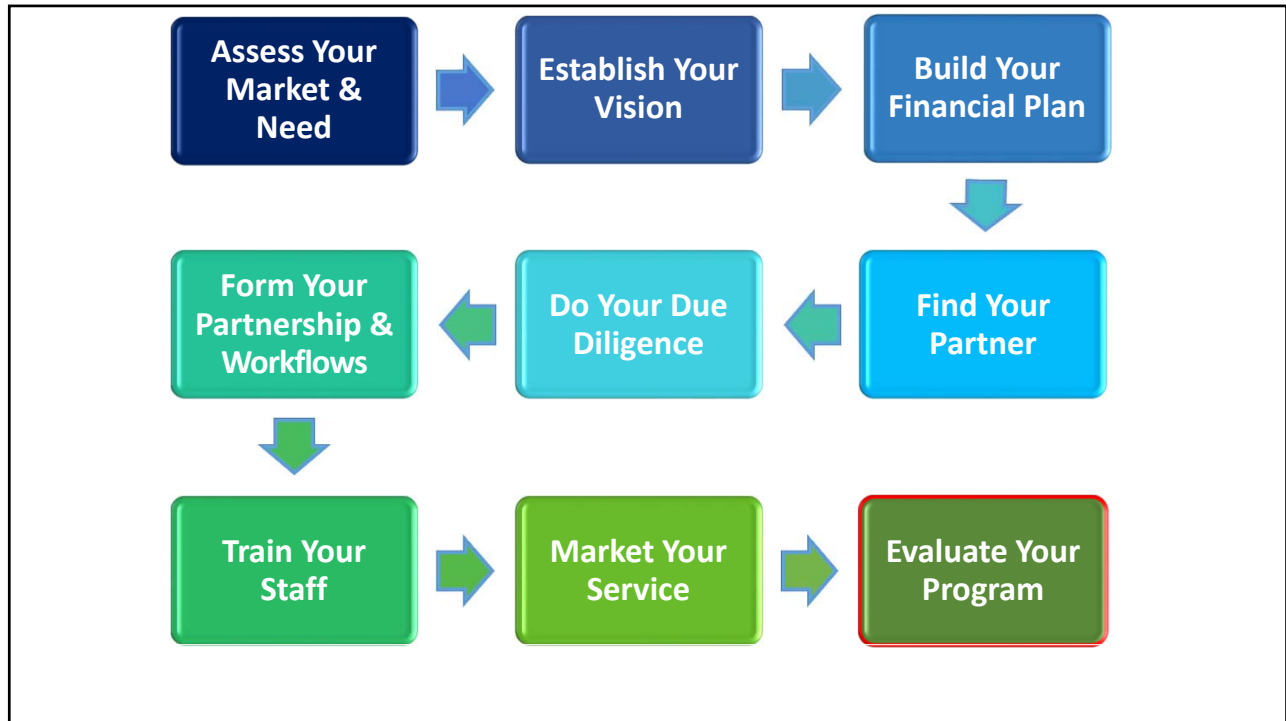 Assess Your
Market &
Need
Establish Your
Vision
Build Your
Financial Plan
Find Your
Partner
Do Your Due
Diligence
Form Your
Partnership &
Workflows
Train Your
Staff
Market Your
Service
Evaluate Your
Program